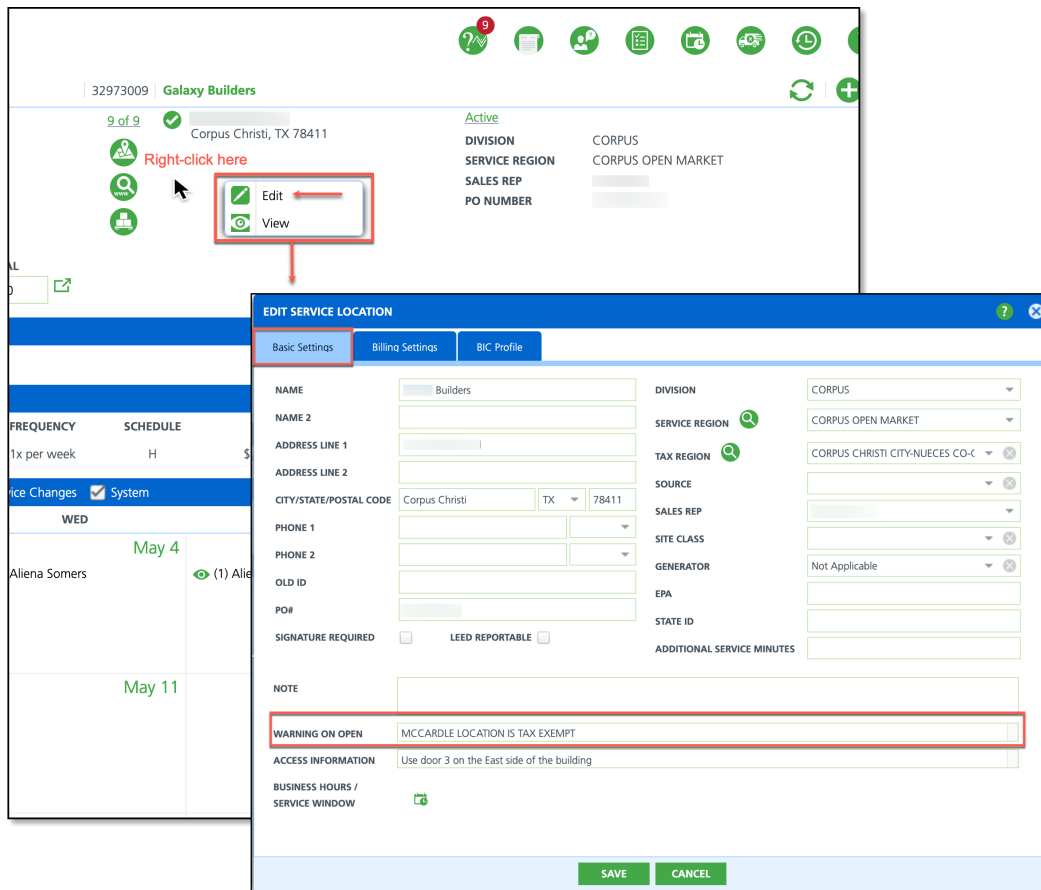 9
32973009 Galaxy Builders
9 of 9
Corpus Christi, TX 78411
Active
DIVISION CORPUS
SERVICE REGION CORPUS OPEN MARKET
SALES REP
PO NUMBER
Right-click here
www
Edit
View
AL
0
FREQUENCY SCHEDULE
1x per week H $
vice Changes System
WED
May 4
Aliena Somers (1) Alie
May 11
EDIT SERVICE LOCATION ?
Basic Settings Billing Settings BIC Profile
NAME Builders
NAME 2
ADDRESS LINE 1
ADDRESS LINE 2
CITY/STATE/POSTAL CODE Corpus Christi TX 78411
PHONE 1
PHONE 2
OLD ID
PO#
SIGNATURE REQUIRED LEED REPORTABLE
DIVISION CORPUS
SERVICE REGION CORPUS OPEN MARKET
TAX REGION CORPUS CHRISTI CITY-NUECES CO-C
SOURCE
SALES REP
SITE CLASS
GENERATOR Not Applicable
EPA
STATE ID
ADDITIONAL SERVICE MINUTES
NOTE
WARNING ON OPEN MCCARDLE LOCATION IS TAX EXEMPT
ACCESS INFORMATION Use door 3 on the East side of the building
BUSINESS HOURS /
SERVICE WINDOW
SAVE CANCEL